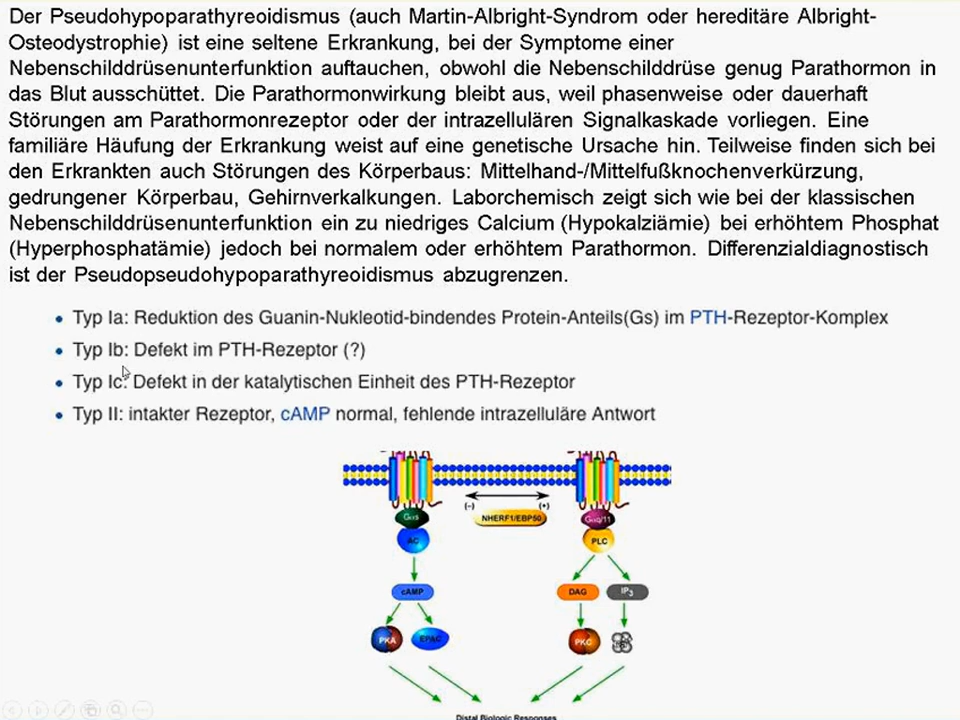 Der Pseudohypoparathyreoidismus (auch Martin-Albright-Syndrom oder hereditäre Albright-
Osteodystrophie) ist eine seltene Erkrankung, bei der Symptome einer
Nebenschilddrüsenunterfunktion auftauchen, obwohl die Nebenschilddrüse genug Parathormon in
das Blut ausschüttet. Die Parathormonwirkung bleibt aus, weil phasenweise oder dauerhaft
Störungen am Parathormonrezeptor oder der intrazellulären Signalkaskade vorliegen. Eine
familiäre Häufung der Erkrankung weist auf eine genetische Ursache hin. Teilweise finden sich bei
den Erkrankten auch Störungen des Körperbaus: Mittelhand-/Mittelfußknochenverkürzung,
gedrungener Körperbau, Gehirnverkalkungen. Laborchemisch zeigt sich wie bei der klassischen
Nebenschilddrüsenunterfunktion ein zu niedriges Calcium (Hypokalziämie) bei erhöhtem Phosphat
(Hyperphosphatämie) jedoch bei normalem oder erhöhtem Parathormon. Differenzialdiagnostisch
ist der Pseudopseudohypoparathyreoidismus abzugrenzen.
• Typ Ia: Reduktion des Guanin-Nukleotid-bindendes Protein-Anteils(Gs) im PTH-Rezeptor-Komplex
• Typ Ib: Defekt im PTH-Rezeptor (?)
• Typ Ic: Defekt in der katalytischen Einheit des PTH-Rezeptor
• Typ II: intakter Rezeptor, cAMP normal, fehlende intrazelluläre Antwort
(-) (+)
Gαs NHERF1/EBP50 Gαq/11
AC PLC
cAMP DAG IP3
PKA EPAC PKC
Distal Biologic Responses